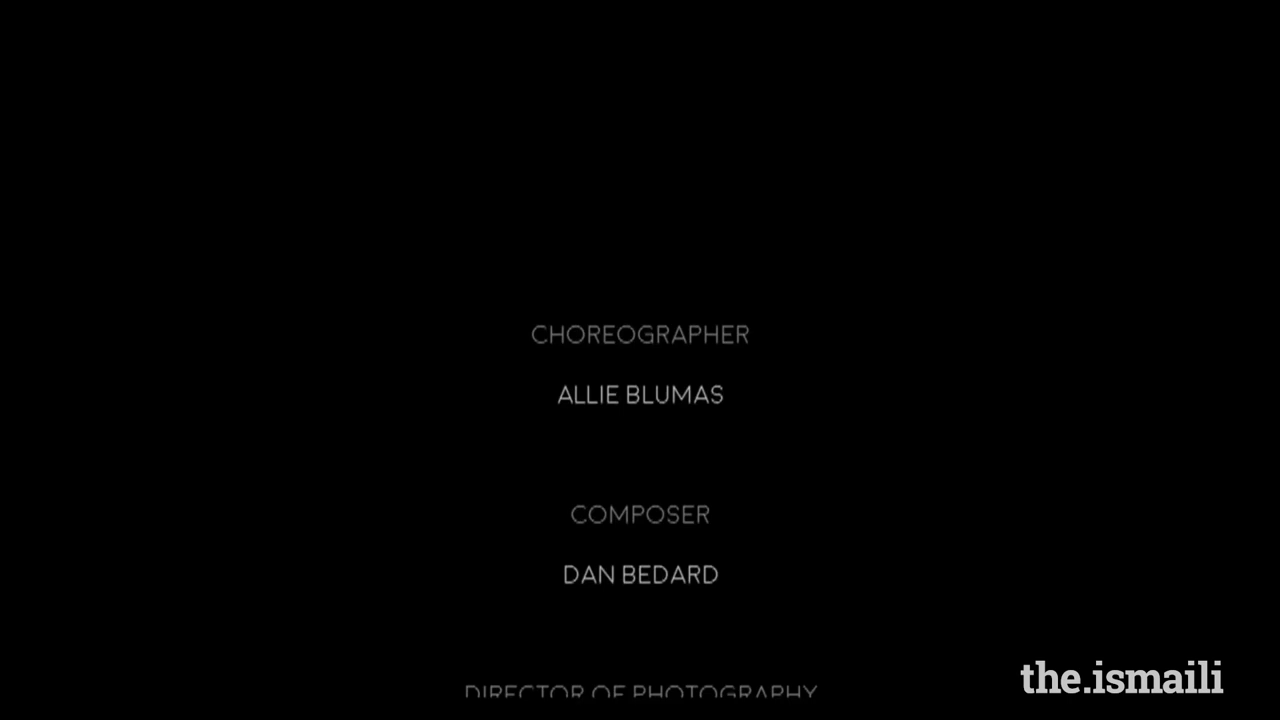 CHOREOGRAPHER
ALLIE BLUMAS
COMPOSER
DAN BEDARD
DIRECTOR OF PHOTOGRAPHY
the.ismaili